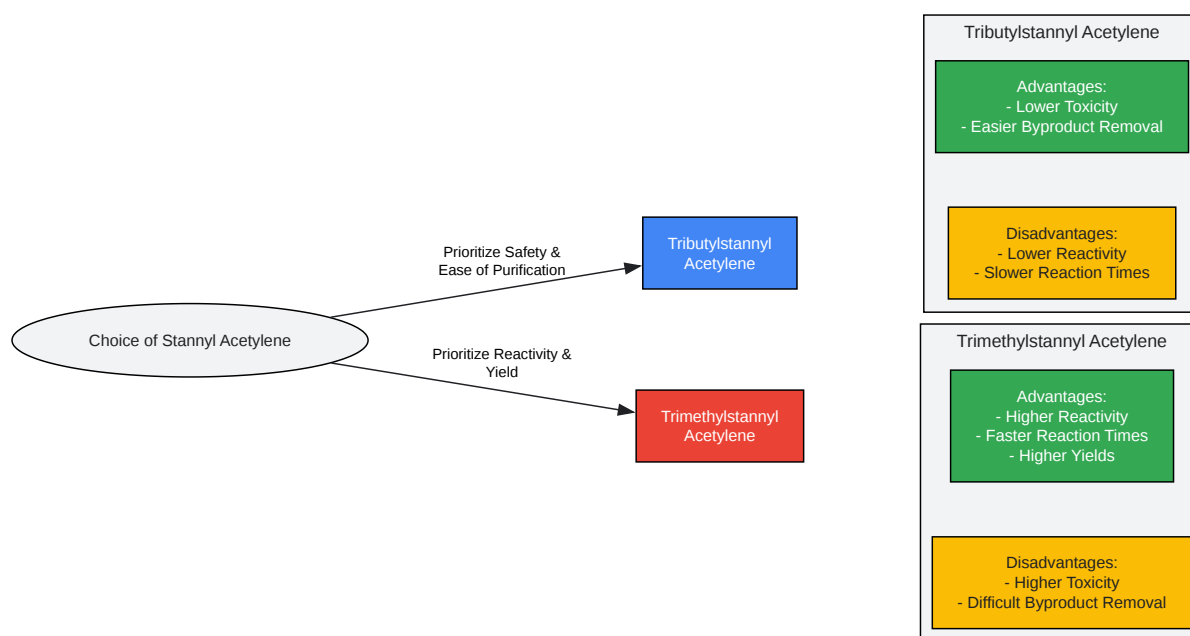 Choice of Stannyl Acetylene
Prioritize Safety &
Ease of Purification
Prioritize Reactivity &
Yield
Tributylstannyl
Acetylene
Trimethylstannyl
Acetylene
Tributylstannyl Acetylene
Advantages:
- Lower Toxicity
- Easier Byproduct Removal
Disadvantages:
- Lower Reactivity
- Slower Reaction Times
Trimethylstannyl Acetylene
Advantages:
- Higher Reactivity
- Faster Reaction Times
- Higher Yields
Disadvantages:
- Higher Toxicity
- Difficult Byproduct Removal